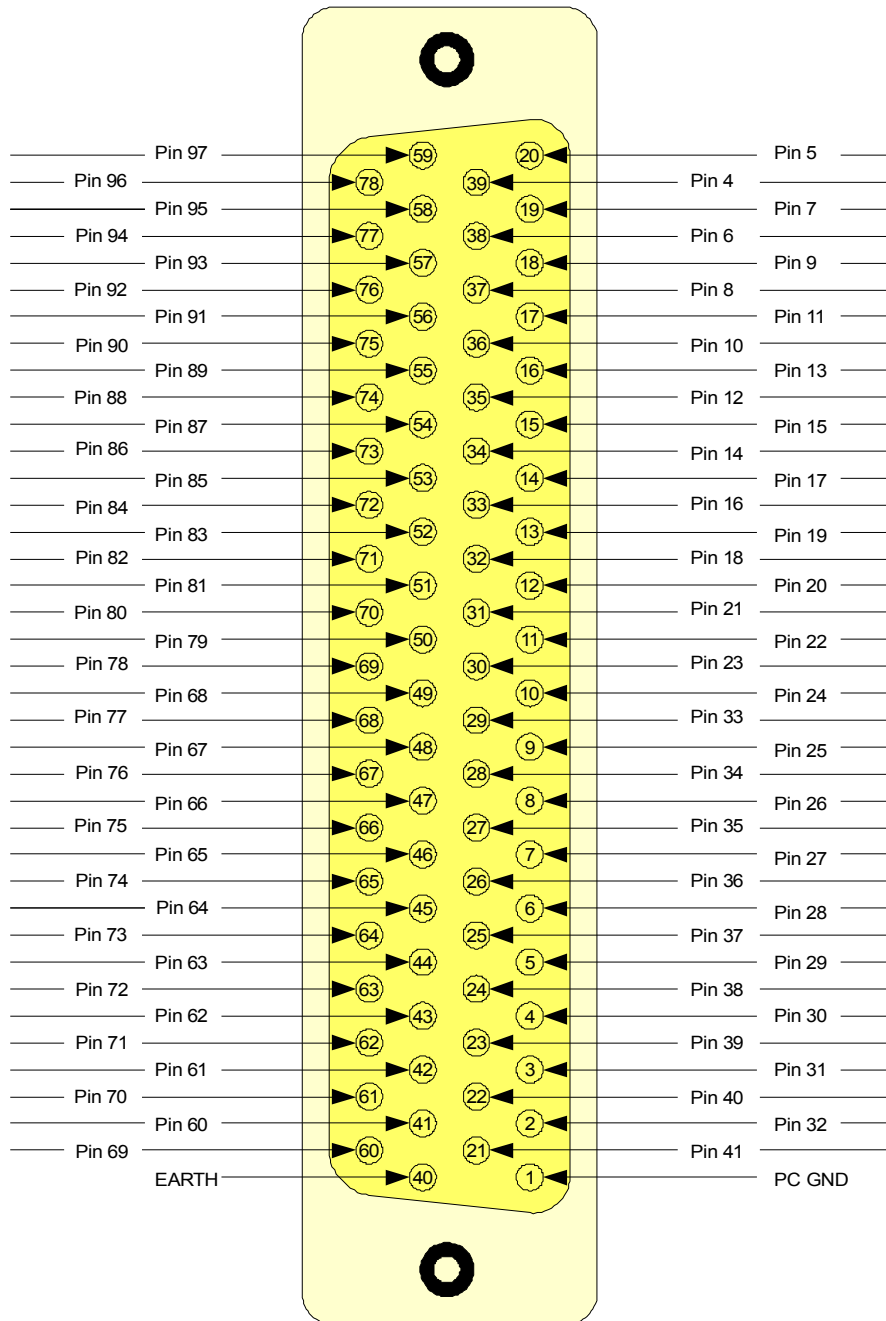 Pin 97 59 20 Pin 5
Pin 96 78 39 Pin 4
Pin 95 58 19 Pin 7
Pin 94 77 38 Pin 6
Pin 93 57 18 Pin 9
Pin 92 76 37 Pin 8
Pin 91 56 17 Pin 11
Pin 90 75 36 Pin 10
Pin 89 55 16 Pin 13
Pin 88 74 35 Pin 12
Pin 87 54 15 Pin 15
Pin 86 73 34 Pin 14
Pin 85 53 14 Pin 17
Pin 84 72 33 Pin 16
Pin 83 52 13 Pin 19
Pin 82 71 32 Pin 18
Pin 81 51 12 Pin 20
Pin 80 70 31 Pin 21
Pin 79 50 11 Pin 22
Pin 78 69 30 Pin 23
Pin 68 49 10 Pin 24
Pin 77 68 29 Pin 33
Pin 67 48 9 Pin 25
Pin 76 67 28 Pin 34
Pin 66 47 8 Pin 26
Pin 75 66 27 Pin 35
Pin 65 46 7 Pin 27
Pin 74 65 26 Pin 36
Pin 64 45 6 Pin 28
Pin 73 64 25 Pin 37
Pin 63 44 5 Pin 29
Pin 72 63 24 Pin 38
Pin 62 43 4 Pin 30
Pin 71 62 23 Pin 39
Pin 61 42 3 Pin 31
Pin 70 61 22 Pin 40
Pin 60 41 2 Pin 32
Pin 69 60 21 Pin 41
EARTH 40 1 PC GND